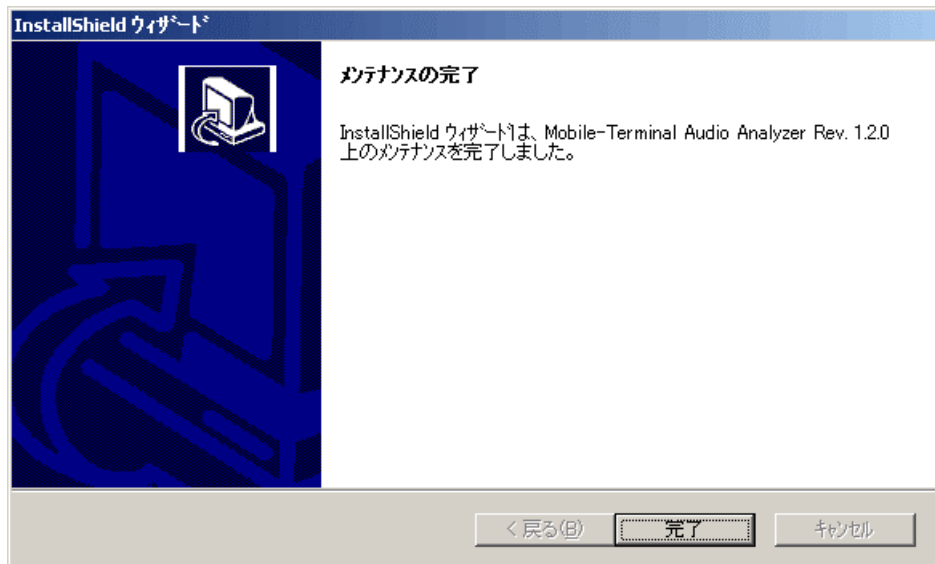 InstallShield ウィザード
メンテナンスの完了
InstallShield ウィザードは、Mobile-Terminal Audio Analyzer Rev. 1.2.0
上のメンテナンスを完了しました。
< 戻る(B)
完了
キャンセル